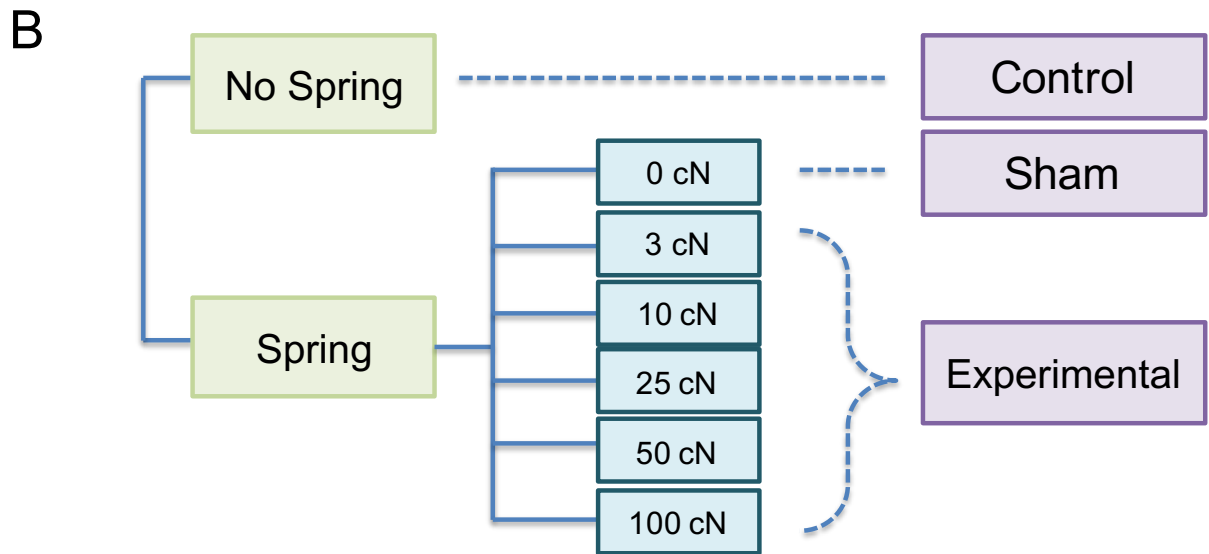 B
No Spring
Control
0 cN
Sham
3 cN
10 cN
Spring
25 cN
Experimental
50 cN
100 cN